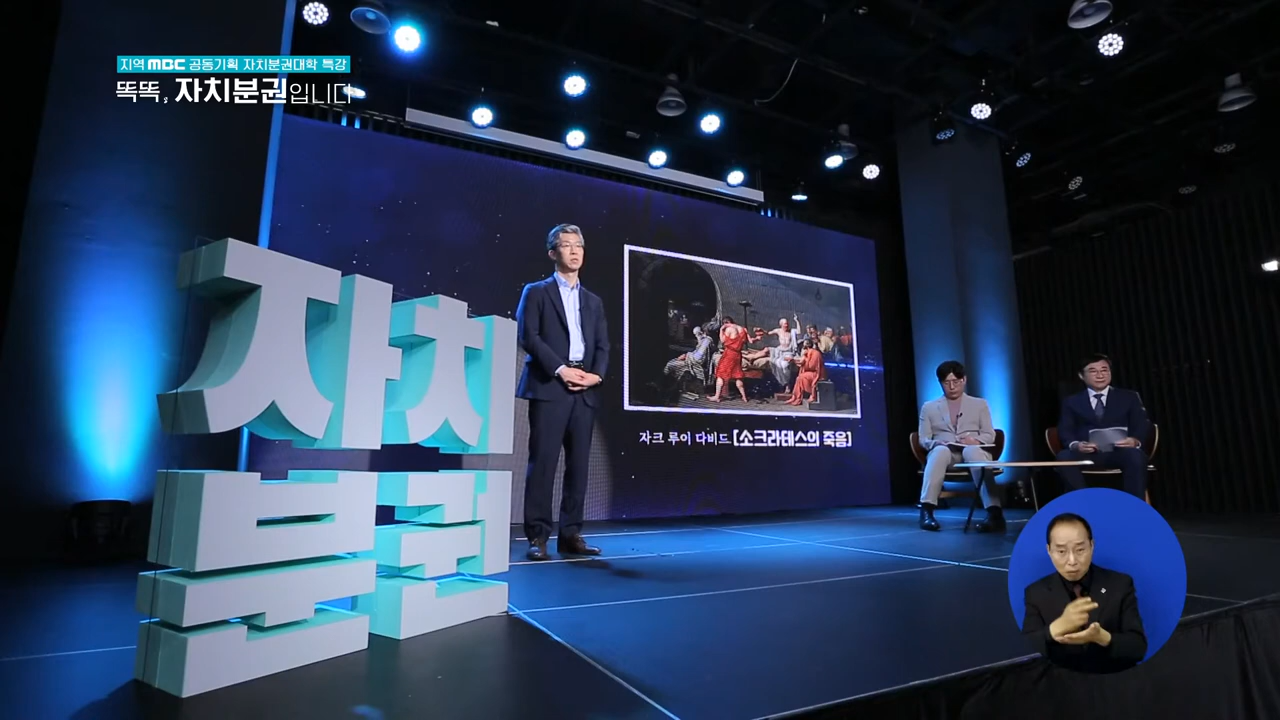 지역 MBC 공동기획 자치분권대학 특강
똑똑, 자치분권입니다
자치
분권
자크 루이 다비드 [소크라테스의 죽음]